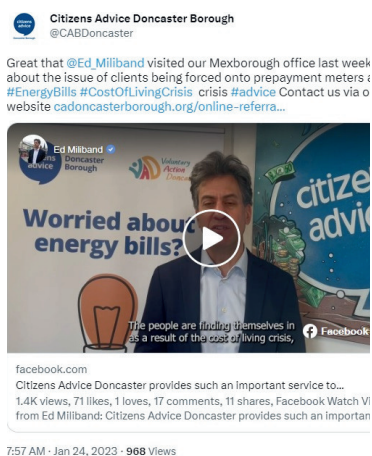 Citizens Advice Doncaster Borough
@CABDoncaster
Great that @Ed_Miliband visited our Mexborough office last week
about the issue of clients being forced onto prepayment meters a
#EnergyBills #CostOfLivingCrisis crisis #advice Contact us via o
website cadoncasterborough.org/online-referra...
Ed Miliband
advice
Doncaster
Borough
Voluntary
Action
Doncas
Worried about
energy bills?
citize
advi
The people are finding themselves in
as a result of the cost of living crisis,
Facebook
facebook.com
Citizens Advice Doncaster provides such an important service to...
1.4K views, 71 likes, 1 loves, 17 comments, 11 shares, Facebook Watch Vi
from Ed Miliband: Citizens Advice Doncaster provides such an importan
7:57 AM · Jan 24, 2023 · 968 Views